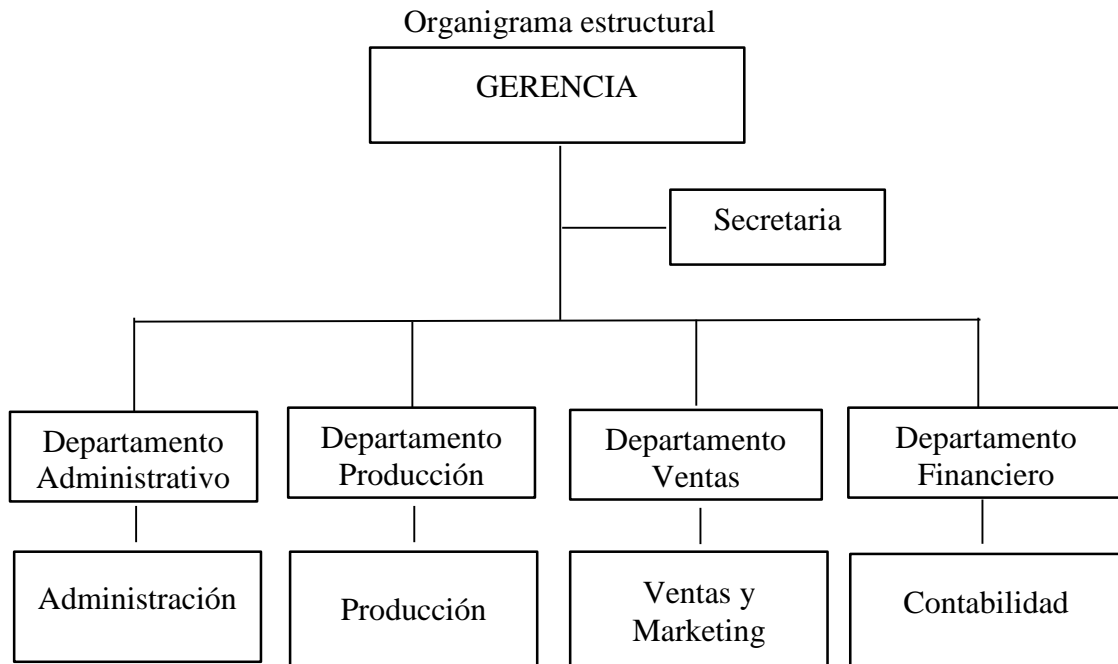 Organigrama estructural
GERENCIA
Secretaria
Departamento
Administrativo
Departamento
Producción
Departamento
Ventas
Departamento
Financiero
Administración
Producción
Ventas y
Marketing
Contabilidad